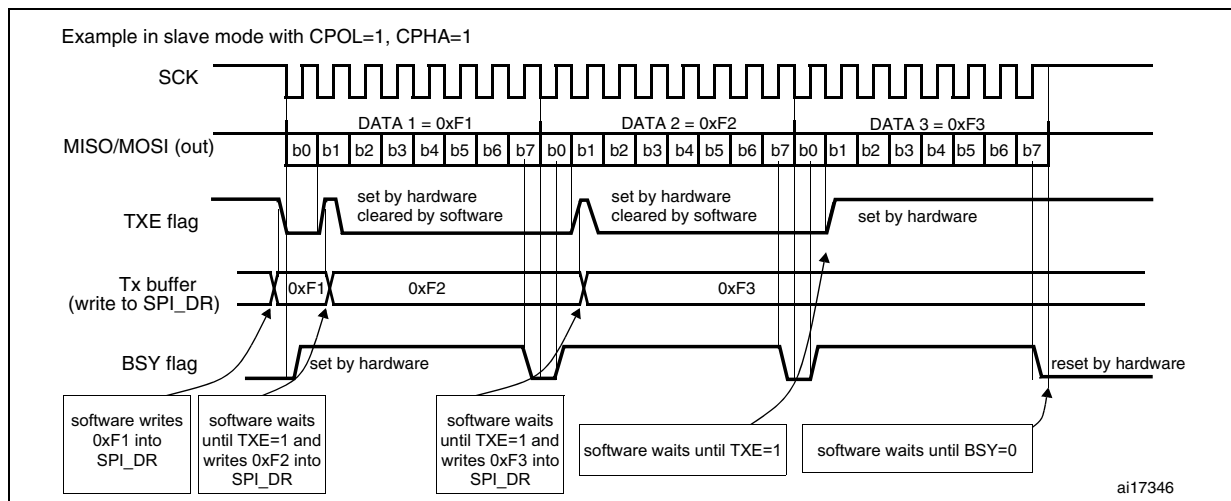 Example in slave mode with CPOL=1, CPHA=1
SCK
DATA 1 = 0xF1 DATA 2 = 0xF2 DATA 3 = 0xF3
MISO/MOSI (out) b0 b1 b2 b3 b4 b5 b6 b7 b0 b1 b2 b3 b4 b5 b6 b7 b0 b1 b2 b3 b4 b5 b6 b7
TXE flag
set by hardware
cleared by software
set by hardware
cleared by software
set by hardware
Tx buffer
(write to SPI_DR)
0xF1 0xF2 0xF3
BSY flag
set by hardware
reset by hardware
software writes
0xF1 into
SPI_DR
software waits
until TXE=1 and
writes 0xF2 into
SPI_DR
software waits
until TXE=1 and
writes 0xF3 into
SPI_DR
software waits until TXE=1
software waits until BSY=0
ai17346